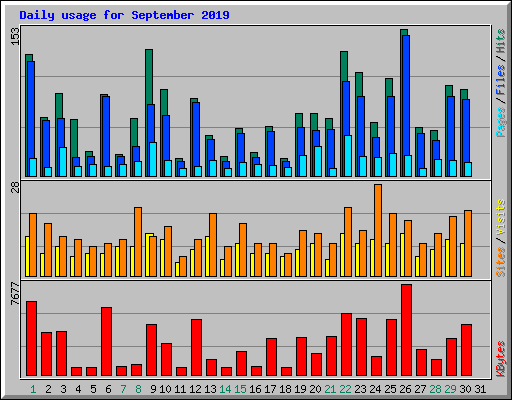 Daily usage for September 2019
153
Pages / Files / Hits
28
Sites / Visits
7677
KBytes
1 2 3 4 5 6 7 8 9 10 11 12 13 14 15 16 17 18 19 20 21 22 23 24 25 26 27 28 29 30 31